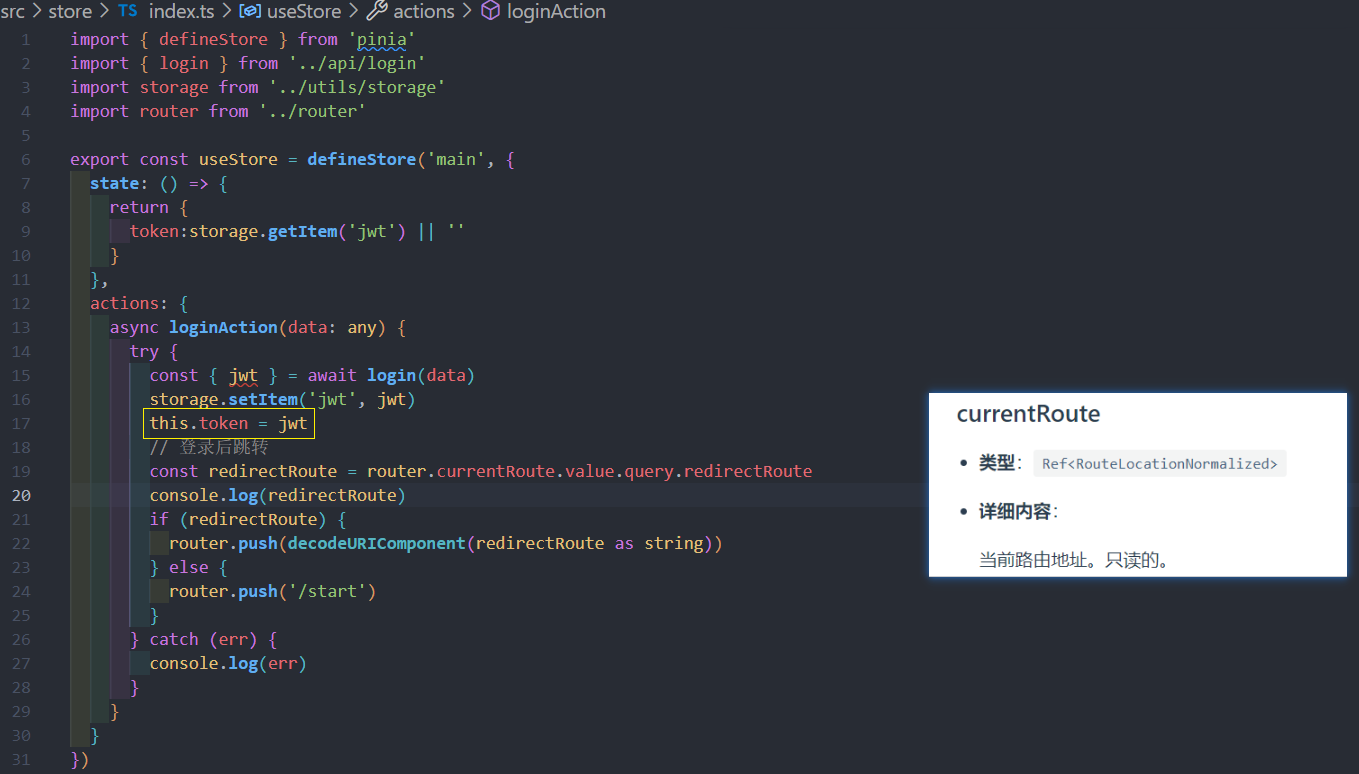 src > store > TS index.ts > useStore > actions > loginAction
1 import { defineStore } from 'pinia'
2 import { login } from '../api/login'
3 import storage from '../utils/storage'
4 import router from '../router'
5
6 export const useStore = defineStore('main', {
7 state: () => {
8 return {
9 token:storage.getItem('jwt') || ''
10 }
11 },
12 actions: {
13 async loginAction(data: any) {
14 try {
15 const { jwt } = await login(data)
16 storage.setItem('jwt', jwt)
17 this.token = jwt
18 // 登录后跳转
19 const redirectRoute = router.currentRoute.value.query.redirectRoute
20 console.log(redirectRoute)
21 if (redirectRoute) {
22 router.push(decodeURIComponent(redirectRoute as string))
23 } else {
24 router.push('/start')
25 }
26 } catch (err) {
27 console.log(err)
28 }
29 }
30 }
31 })
currentRoute
• 类型： Ref<RouteLocationNormalized>
• 详细内容：
当前路由地址。只读的。